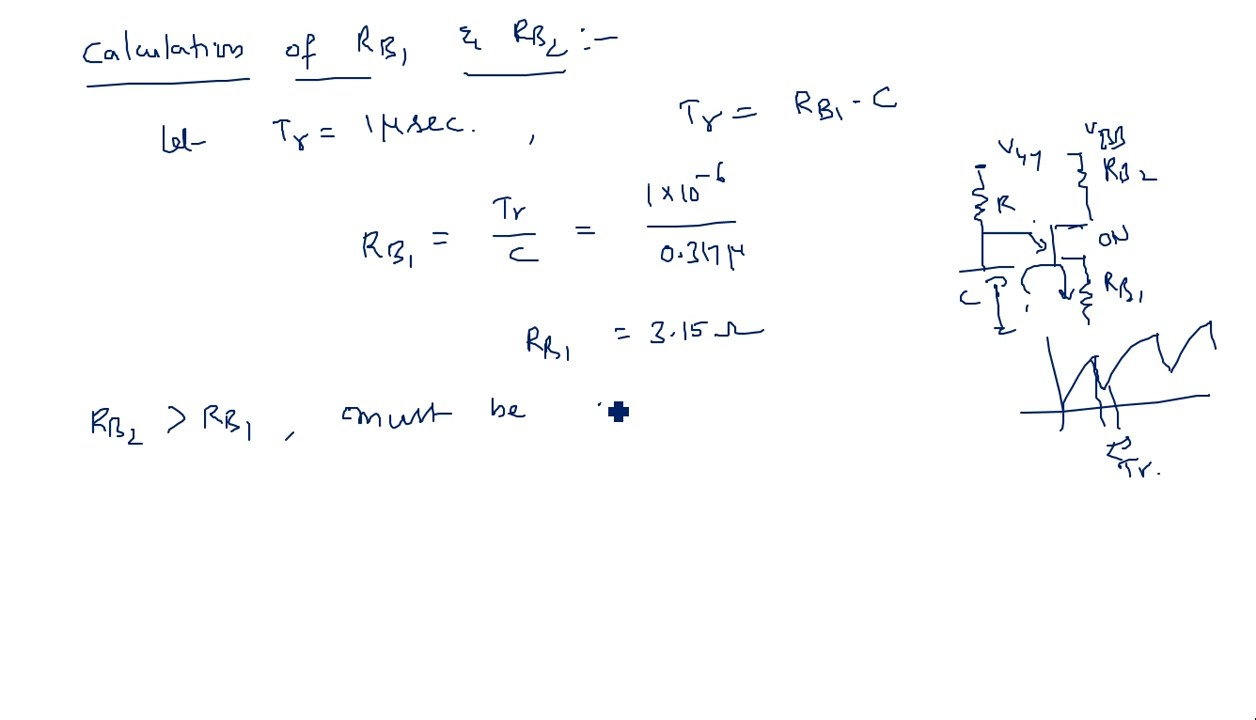 Calculation of RB1 & RB2 :-
let Tr = 1μsec. , Tr = RB1 - C
RB1 = Tr / C = 1 × 10^-6 / 0.317μ
RB1 = 3.15 Ω
RB2 > RB1 , must be
VBB
RB2
R
ON
C
RB1
Tr.